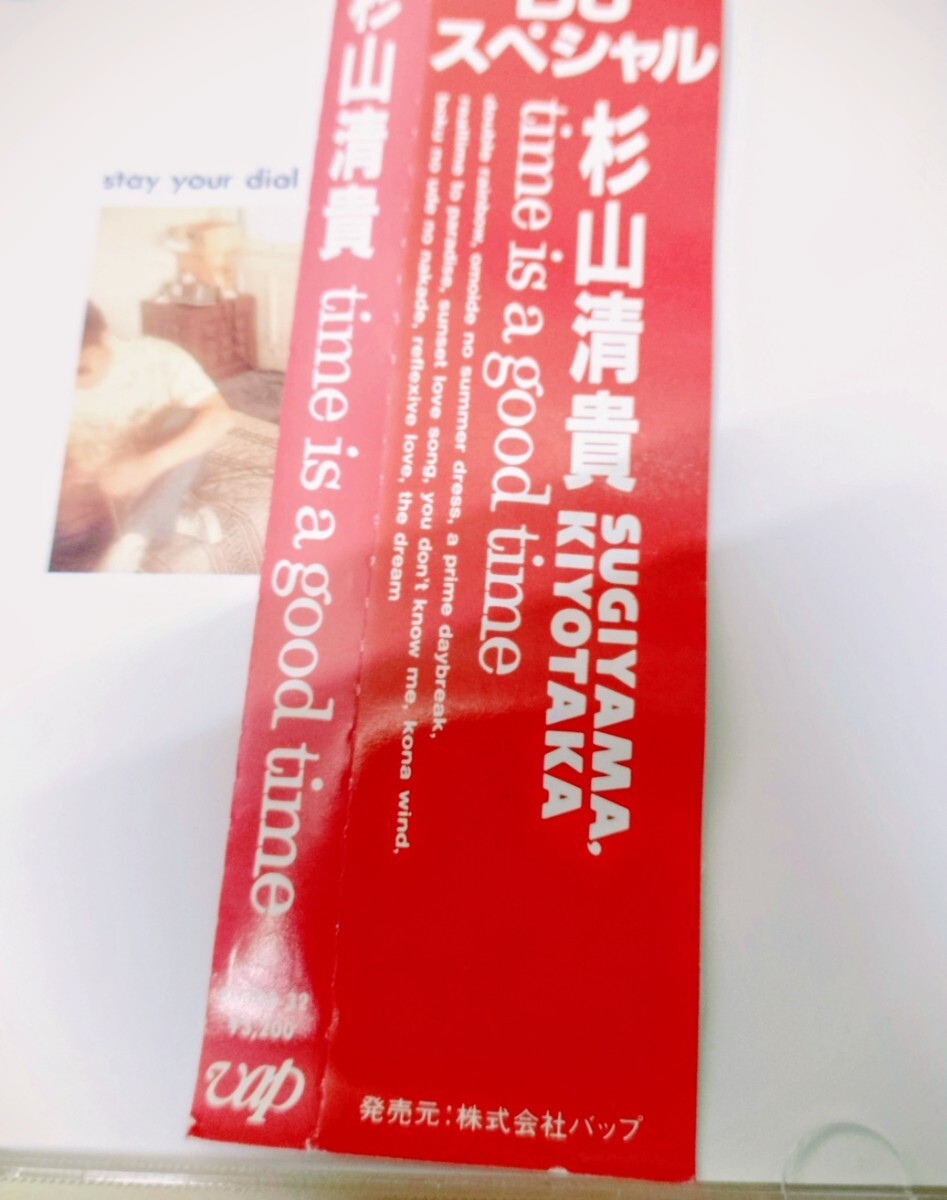 スペシャル
杉山清貴 SUGIYAMA,
KIYOTAKA
time is a good time
double rainbow, omoide no summer dress, a prime daybreak,
realtime to paradise, sunset love song, you don't know me, kona wind,
boku no ude no nakade, reflexive love, the dream
発売元:株式会社バップ
杉山清貴 time is a good time
¥3,200
vap
stay your dial